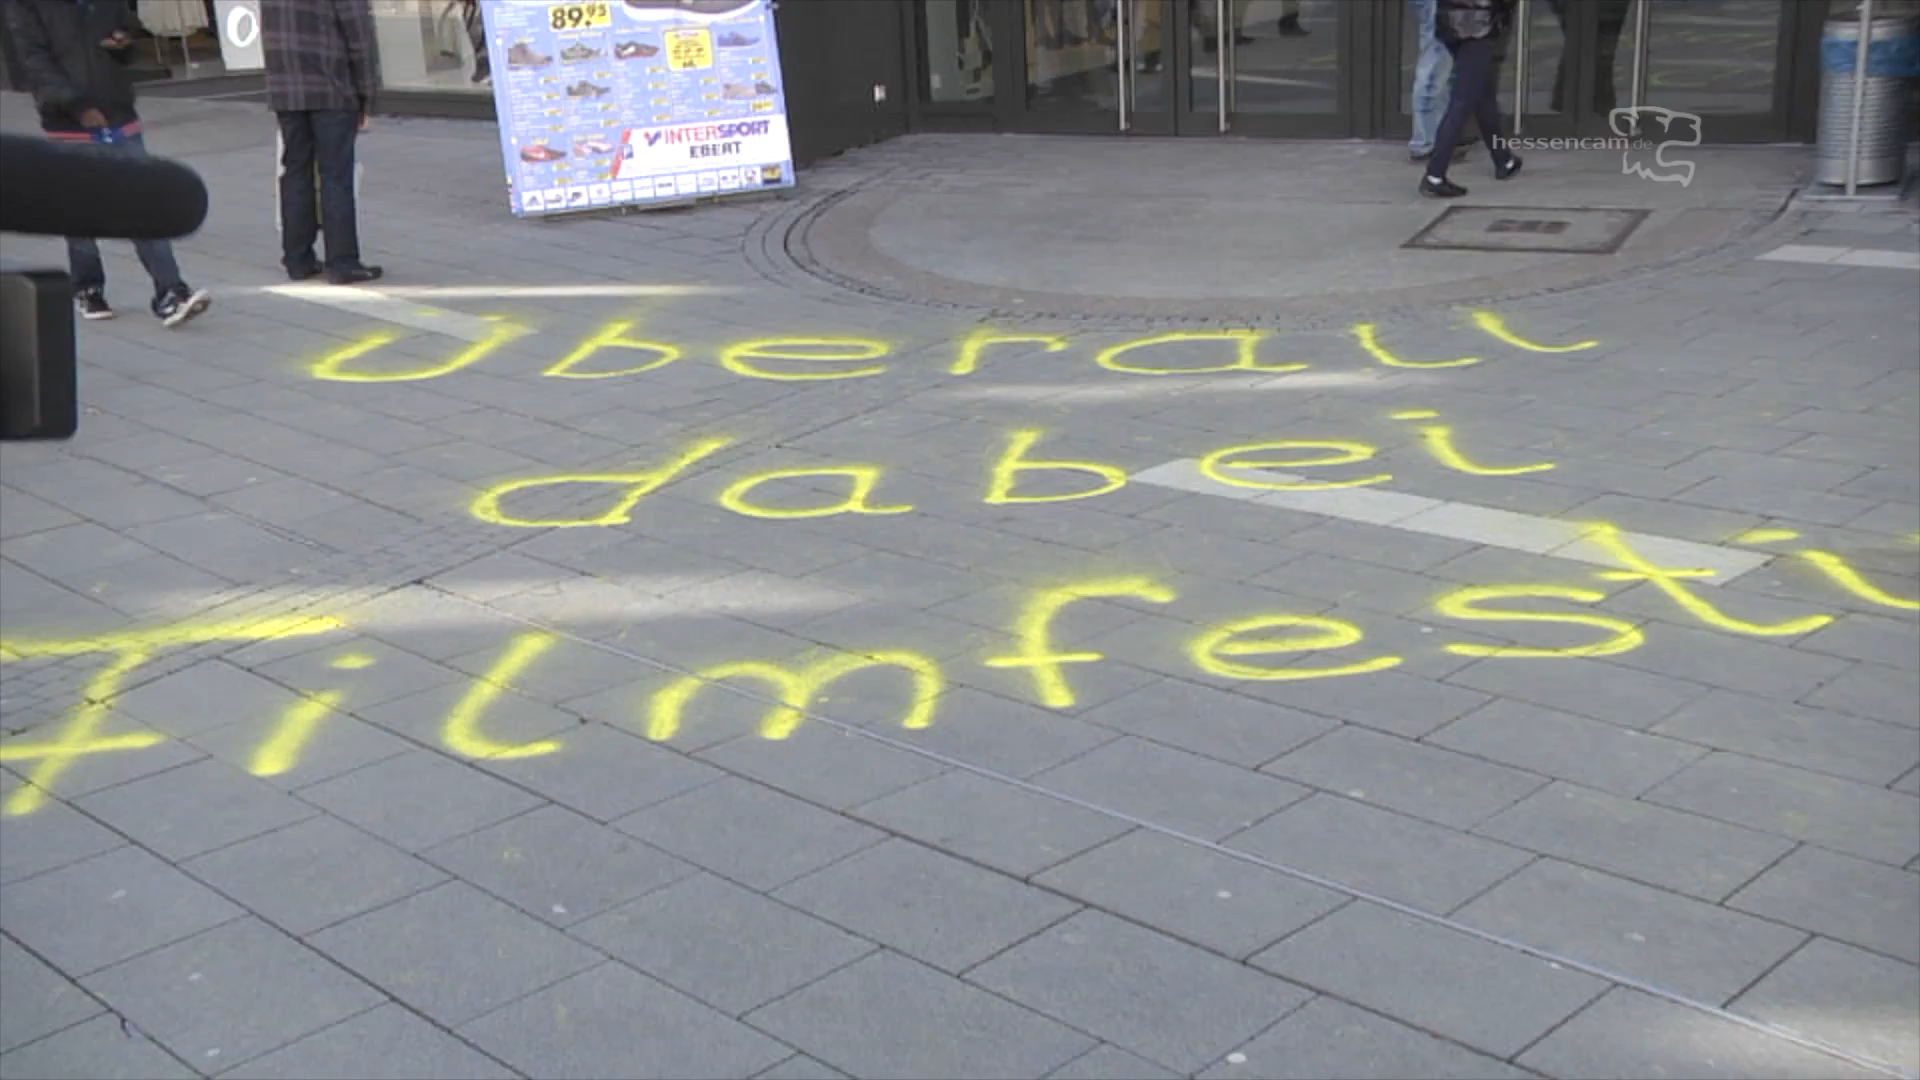 89.95
INTERSPORT
EBERT
hessencam.de
überall
dabei
Filmfesti